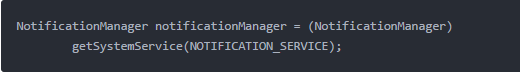 NotificationManager notificationManager = (NotificationManager)
getSystemService(NOTIFICATION_SERVICE);